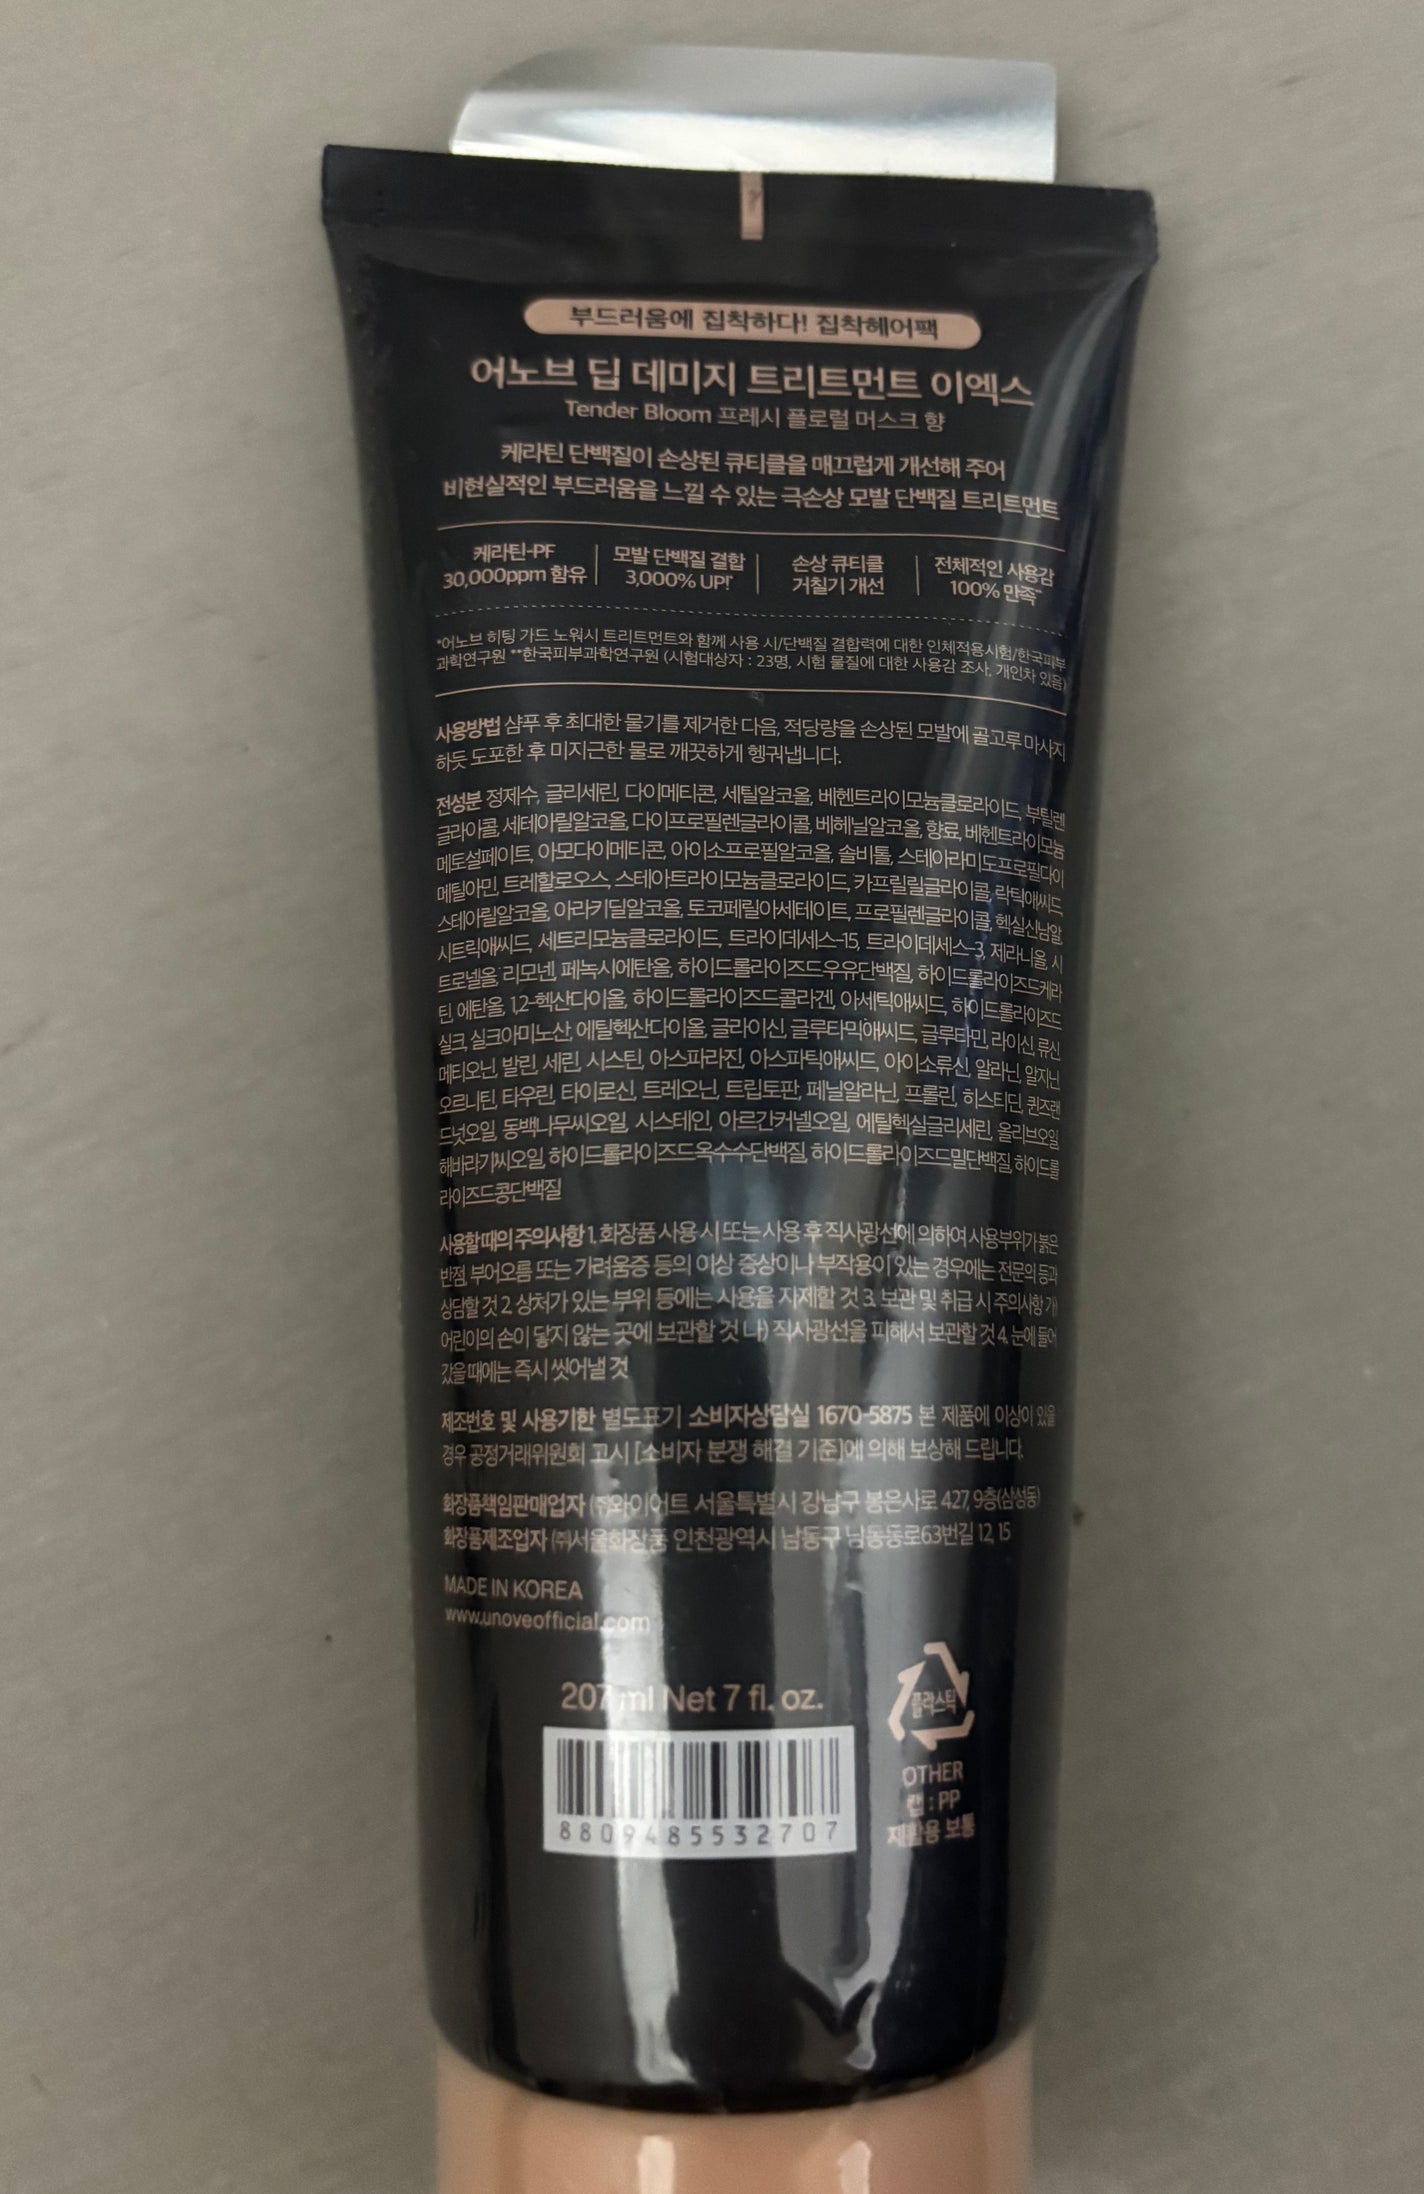 부드러움에 집착하다! 집착헤어팩
어노브 딥 데미지 트리트먼트 이엑스
Tender Bloom 프레시 플로럴 머스크 향
케라틴 단백질이 손상된 큐티클을 매끄럽게 개선해 주어
비현실적인 부드러움을 느낄 수 있는 극손상 모발 단백질 트리트먼트
케라틴-PF
30,000ppm 함유
모발 단백질 결합
3,000% UP!*
손상 큐티클
거칠기 개선
전체적인 사용감
100% 만족**
*어노브 히팅 가드 노워시 트리트먼트와 함께 사용 시/단백질 결합력에 대한 인체적용시험/한국피부
과학연구원 **한국피부과학연구원 (시험대상자 : 23명, 시험 물질에 대한 사용감 조사, 개인차 있음)
사용방법 샴푸 후 최대한 물기를 제거한 다음, 적당량을 손상된 모발에 골고루 마사지
하듯 도포한 후 미지근한 물로 깨끗하게 헹궈냅니다.
전성분 정제수, 글리세린, 다이메티콘, 세틸알코올, 베헨트라이모늄클로라이드, 부틸렌
글라이콜, 세테아릴알코올, 다이프로필렌글라이콜, 베헤닐알코올, 향료, 베헨트라이모늄
메토설페이트, 아모다이메티콘, 아이소프로필알코올, 솔비톨, 스테아라미도프로필다이
메틸아민, 트레할로오스, 스테아트라이모늄클로라이드, 카프릴릴글라이콜, 락틱애씨드,
스테아릴알코올, 아라키딜알코올, 토코페릴아세테이트, 프로필렌글라이콜, 헥실신남알,
시트릭애씨드, 세트리모늄클로라이드, 트라이데세스-15, 트라이데세스-3, 제라니올, 시
트로넬올, 리모넨, 페녹시에탄올, 하이드롤라이즈드우유단백질, 하이드롤라이즈드케라
틴, 에탄올, 1,2-헥산다이올, 하이드롤라이즈드콜라겐, 아세틱애씨드, 하이드롤라이즈드
실크, 실크아미노산, 에틸헥산다이올, 글라이신, 글루타믹애씨드, 글루타민, 라이신, 류신,
메티오닌, 발린, 세린, 시스틴, 아스파라진, 아스파틱애씨드, 아이소류신, 알라닌, 알지닌,
오르니틴, 타우린, 타이로신, 트레오닌, 트립토판, 페닐알라닌, 프롤린, 히스티딘, 퀸즈랜
드넛오일, 동백나무씨오일, 시스테인, 아르간커넬오일, 에틸헥실글리세린, 올리브오일,
해바라기씨오일, 하이드롤라이즈드옥수수단백질, 하이드롤라이즈드밀단백질, 하이드롤
라이즈드콩단백질
사용할 때의 주의사항 1. 화장품 사용 시 또는 사용 후 직사광선에 의하여 사용부위가 붉은
반점, 부어오름 또는 가려움증 등의 이상 증상이나 부작용이 있는 경우에는 전문의 등과
상담할 것 2. 상처가 있는 부위 등에는 사용을 자제할 것 3. 보관 및 취급 시 주의사항 가)
어린이의 손이 닿지 않는 곳에 보관할 것 나) 직사광선을 피해서 보관할 것 4. 눈에 들어
갔을 때에는 즉시 씻어낼 것
제조번호 및 사용기한 별도표기 소비자상담실 1670-5875 본 제품에 이상이 있을
경우 공정거래위원회 고시 [소비자 분쟁 해결 기준]에 의해 보상해 드립니다.
화장품책임판매업자 ㈜와이어트 서울특별시 강남구 봉은사로 427, 9층(삼성동)
화장품제조업자 ㈜서울화장품 인천광역시 남동구 남동동로63번길 12, 15
MADE IN KOREA
www.unoveofficial.com
207 ml Net 7 fl. oz.
8809485532707
플라스틱
OTHER
캡 : PP
재활용 보통